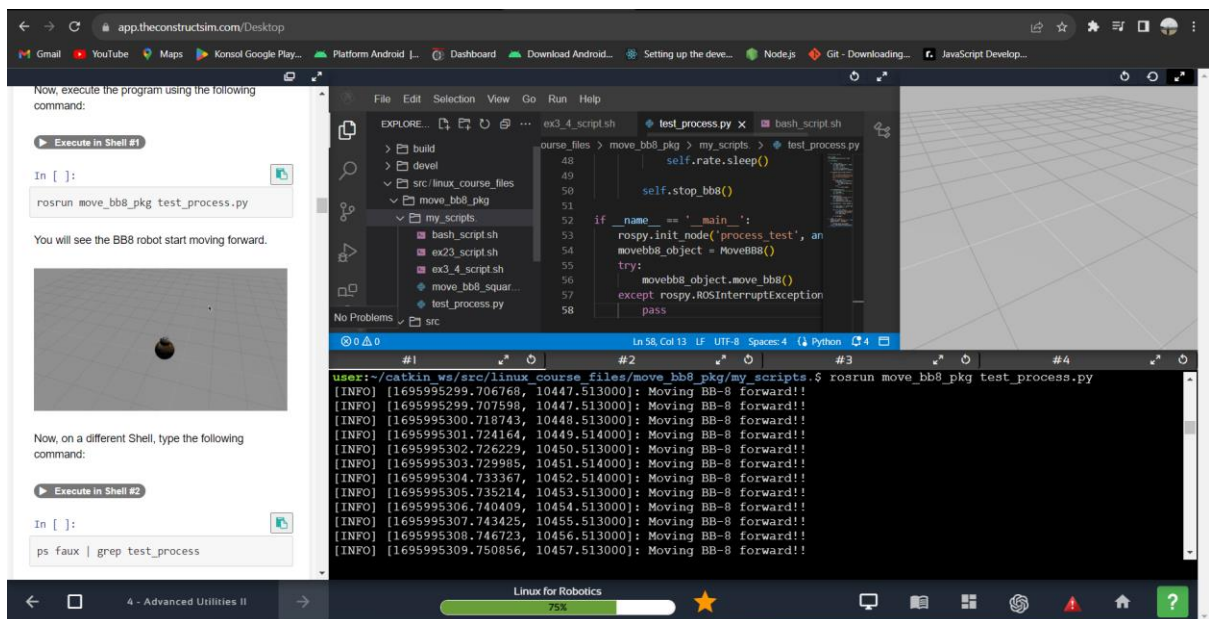 app.theconstructsim.com/Desktop
Gmail YouTube Maps Konsol Google Play... Platform Android |... Dashboard Download Android... Setting up the deve... Node.js Git - Downloading... JavaScript Develop...
Now, execute the program using the following
command:
Execute in Shell #1
In [ ]:
rosrun move_bb8_pkg test_process.py
You will see the BB8 robot start moving forward.
Now, on a different Shell, type the following
command:
Execute in Shell #2
In [ ]:
ps faux | grep test_process
File Edit Selection View Go Run Help
EXPLORE...
build
devel
src/linux_course_files
move_bb8_pkg
my_scripts.
bash_script.sh
ex23_script.sh
ex3_4_script.sh
move_bb8_squar...
test_process.py
src
No Problems
ex3_4_script.sh test_process.py bash_script.sh
ourse_files > move_bb8_pkg > my_scripts. > test_process.py
48 self.rate.sleep()
49
50 self.stop_bb8()
51
52 if __name__ == '__main__':
53 rospy.init_node('process_test', an
54 movebb8_object = MoveBB8()
55 try:
56 movebb8_object.move_bb8()
57 except rospy.ROSInterruptException
58 pass
0 0 Ln 58, Col 13 LF UTF-8 Spaces: 4 Python 4
#1 #2 #3 #4
user:~/catkin_ws/src/linux_course_files/move_bb8_pkg/my_scripts.$ rosrun move_bb8_pkg test_process.py
[INFO] [1695995299.706768, 10447.513000]: Moving BB-8 forward!!
[INFO] [1695995299.707598, 10447.513000]: Moving BB-8 forward!!
[INFO] [1695995300.718743, 10448.513000]: Moving BB-8 forward!!
[INFO] [1695995301.724164, 10449.514000]: Moving BB-8 forward!!
[INFO] [1695995302.726229, 10450.513000]: Moving BB-8 forward!!
[INFO] [1695995303.729985, 10451.514000]: Moving BB-8 forward!!
[INFO] [1695995304.733367, 10452.514000]: Moving BB-8 forward!!
[INFO] [1695995305.735214, 10453.513000]: Moving BB-8 forward!!
[INFO] [1695995306.740409, 10454.513000]: Moving BB-8 forward!!
[INFO] [1695995307.743425, 10455.513000]: Moving BB-8 forward!!
[INFO] [1695995308.746723, 10456.513000]: Moving BB-8 forward!!
[INFO] [1695995309.750856, 10457.513000]: Moving BB-8 forward!!
4 - Advanced Utilities II
Linux for Robotics
75%
?